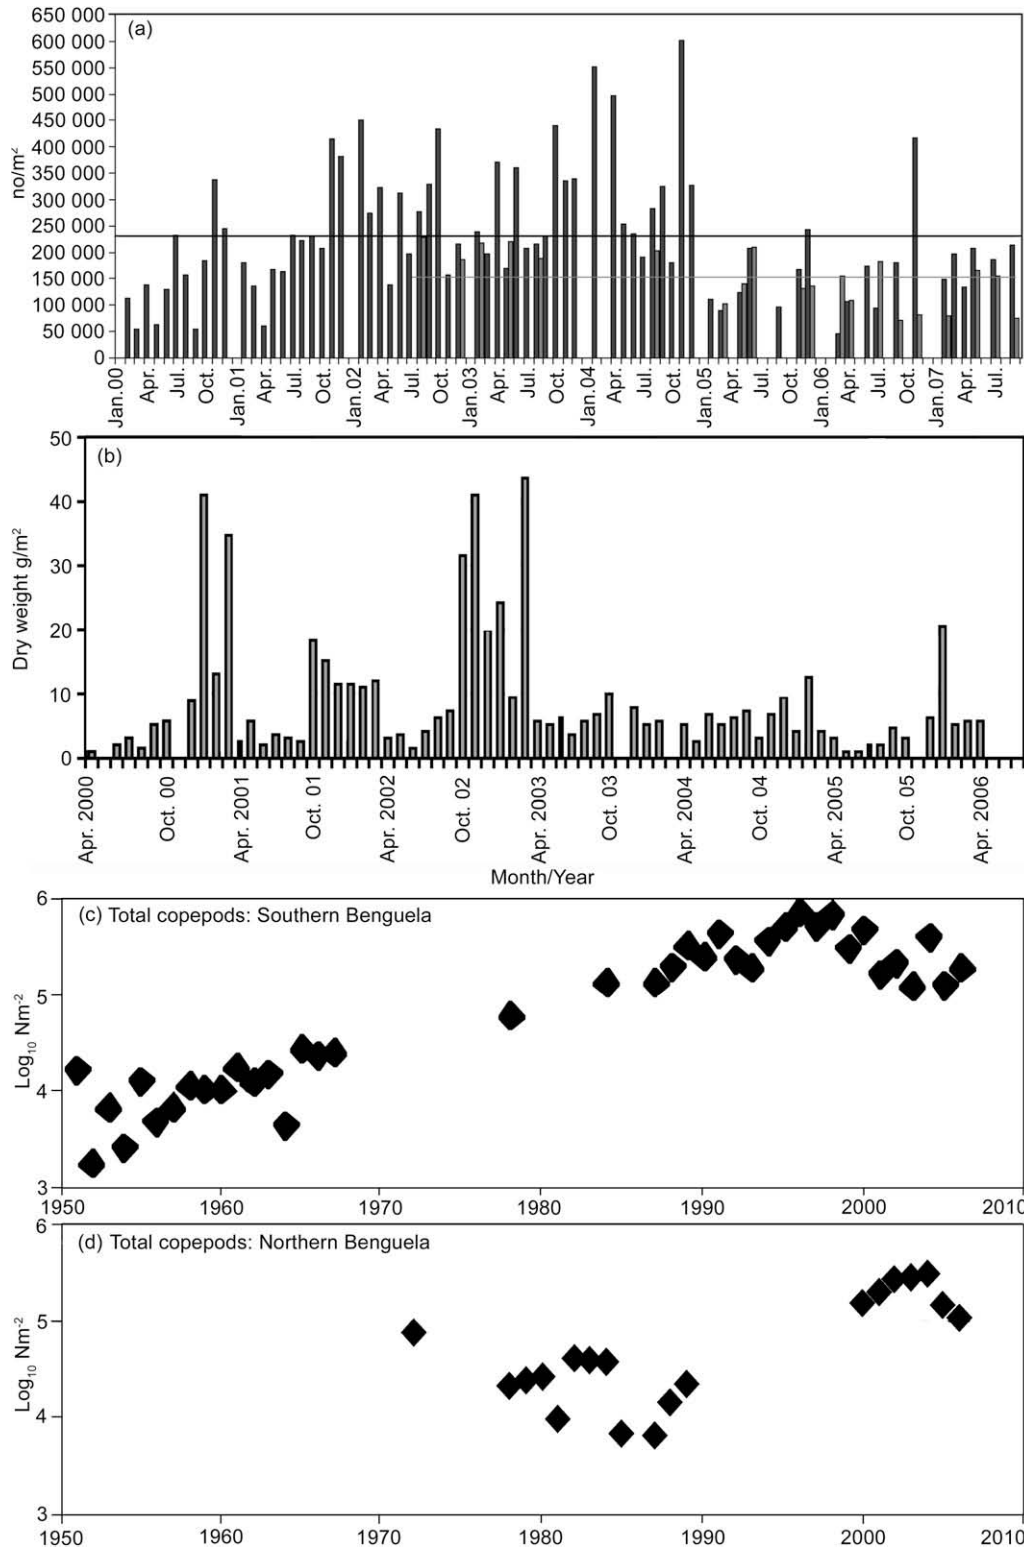 (a)
no/m²
650 000
600 000
550 000
500 000
450 000
400 000
350 000
300 000
250 000
200 000
150 000
100 000
50 000
0
Jan.00 Apr. Jul. Oct. Jan.01 Apr. Jul. Oct. Jan.02 Apr. Jul. Oct. Jan.03 Apr. Jul. Oct. Jan.04 Apr. Jul. Oct. Jan.05 Apr. Jul. Oct. Jan.06 Apr. Jul. Oct. Jan.07 Apr. Jul.
(b)
Dry weight g/m²
50
40
30
20
10
0
Apr. 2000 Oct. 00 Apr. 2001 Oct. 01 Apr. 2002 Oct. 02 Apr. 2003 Oct. 03 Apr. 2004 Oct. 04 Apr. 2005 Oct. 05 Apr. 2006
Month/Year
(c) Total copepods: Southern Benguela
Log₁₀ Nm⁻²
6
5
4
3
1950 1960 1970 1980 1990 2000 2010
(d) Total copepods: Northern Benguela
Log₁₀ Nm⁻²
6
5
4
3
1950 1960 1970 1980 1990 2000 2010